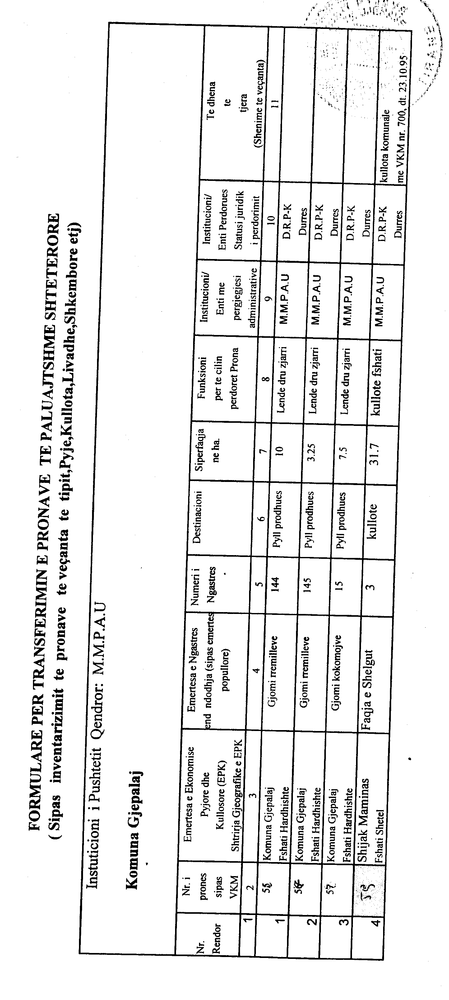 FORMULARE PER TRANSFERIMIN E PRONAVE TE PALUAJTSHME SHTETERORE
( Sipas inventarizimit te pronave te veçanta te tipit,Pyje,Kullota,Livadhe,Shkembore etj)
Instuticioni i Pushtetit Qendror: M.M.P.A.U
Komuna Gjepalaj
Nr. Rendor
Nr. i prones sipas VKM
Emertesa e Ekonomise Pyjore dhe Kullosore (EPK) Shtrirja Gjeografike e EPK
Emertesa e Ngastres end ndodhja (sipas emertes populllore)
Numeri i Ngastres
Destinacioni
Siperfaqja ne ha.
Funksioni per te cilin perdoret Prona
Institucioni/ Enti me pergjegjesi administrative
Institucioni/ Enti Perdorues Statusi juridik i perdorimit
Te dhena te tjera (Shenime te veçanta)
1 2 3 4 5 6 7 8 9 10 11
1 Komuna Gjepalaj Gjomi rremilleve 144 Pyll prodhues 10 Lende dru zjarri M.M.P.A.U D.R.P-K
Fshati Hardhishte Durres
2 Komuna Gjepalaj Gjomi rremilleve 145 Pyll prodhues 3.25 Lende dru zjarri M.M.P.A.U D.R.P-K
Fshati Hardhishte Durres
3 57 Komuna Gjepalaj Gjomi kokomojve 15 Pyll prodhues 7.5 Lende dru zjarri M.M.P.A.U D.R.P-K
Fshati Hardhishte Durres
4 Shijak Maminas Faqja e Shelgut 3 kullote 31.7 kullote fshati M.M.P.A.U D.R.P-K kullota komunale
Fshati Shetel Durres me VKM nr. 700, dt. 23.10.95
TIRANE